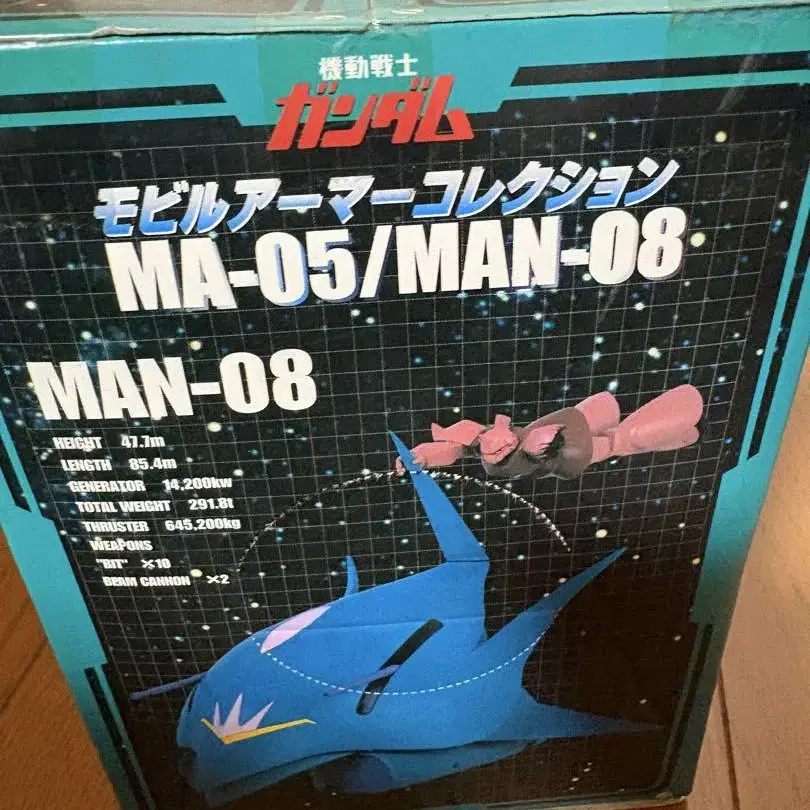 機動戦士
ガンダム
モビルアーマーコレクション
MA-05/MAN-08
MAN-08
HEIGHT 47.7m
LENGTH 85.4m
GENERATOR 14,200kw
TOTAL WEIGHT 291.8t
THRUSTER 645,200kg
WEAPONS
"BIT" ×10
BEAM CANNON ×2